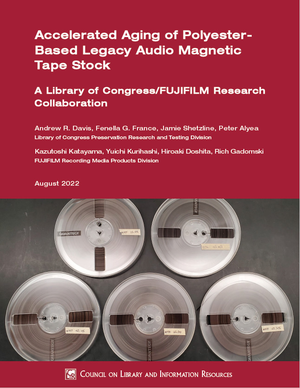 Accelerated Aging of Polyester-
Based Legacy Audio Magnetic
Tape Stock
A Library of Congress/FUJIFILM Research
Collaboration
Andrew R. Davis, Fenella G. France, Jamie Shetzline, Peter Alyea
Library of Congress Preservation Research and Testing Division
Kazutoshi Katayama, Yuichi Kurihashi, Hiroaki Doshita, Rich Gadomski
FUJIFILM Recording Media Products Division
August 2022
COUNCIL ON LIBRARY AND INFORMATION RESOURCES